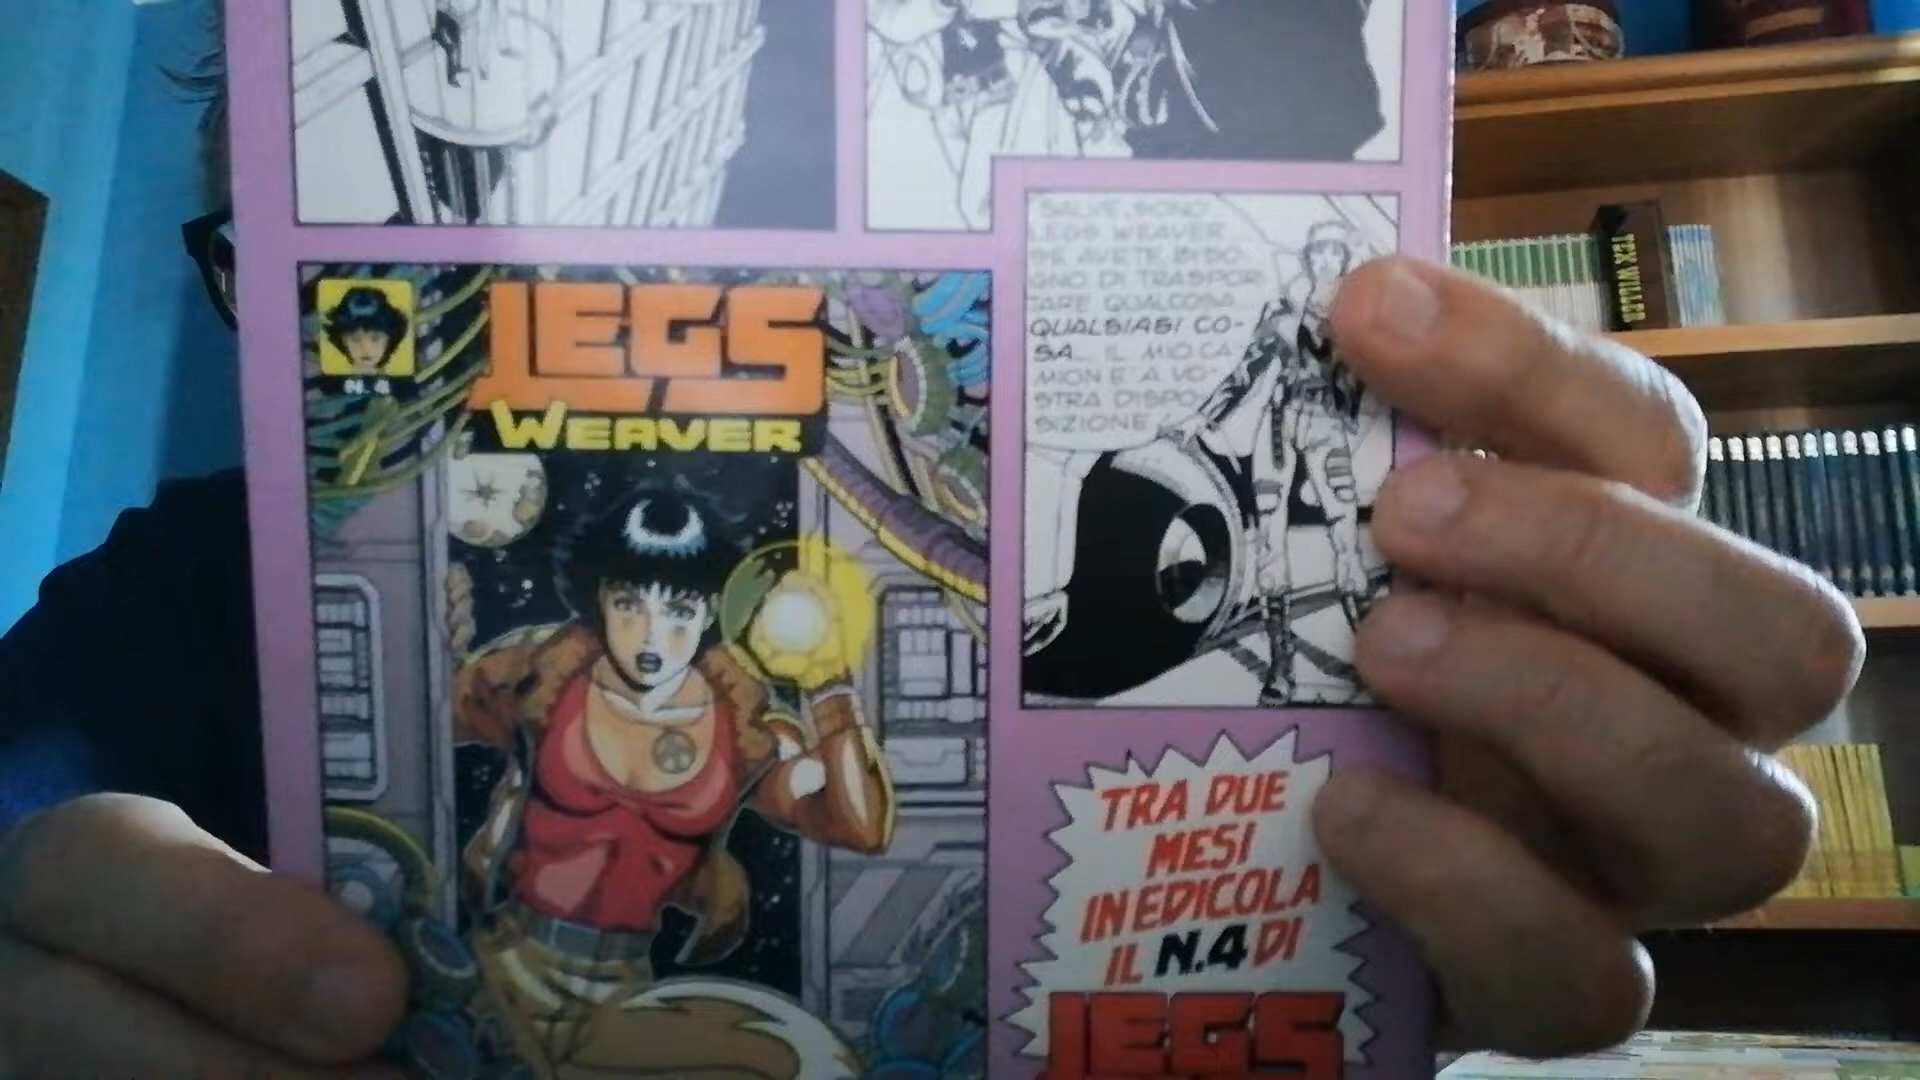 SALVE, SONO
LEGS WEAVER
SE AVETE BISO-
GNO DI TRASPOR-
TARE QUALCOSA...
QUALSIASI CO-
SA... IL MIO CA-
MION E' A VO-
STRA DISPO-
SIZIONE
LEGS
WEAVER
N. 4
TRA DUE
MESI
IN EDICOLA
IL N.4 DI
LEGS
TEX WILLER